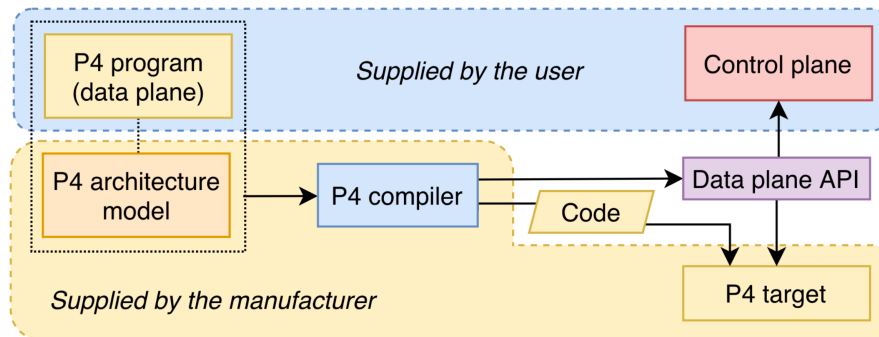 P4 program
(data plane)
Supplied by the user
Control plane
P4 architecture
model
P4 compiler
Data plane API
Code
Supplied by the manufacturer
P4 target